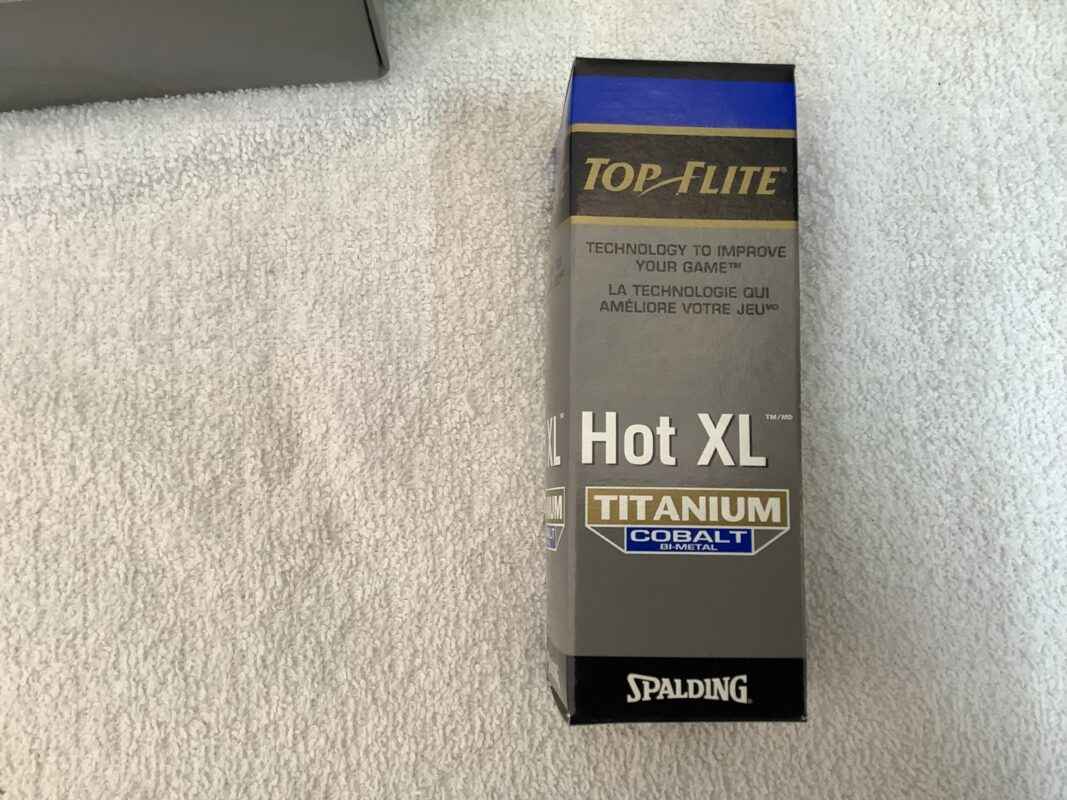 TOP-FLITE®
TECHNOLOGY TO IMPROVE
YOUR GAME™
LA TECHNOLOGIE QUI
AMÉLIORE VOTRE JEU MD
Hot XL TM/MD
TITANIUM
COBALT
BI-METAL
SPALDING
XL